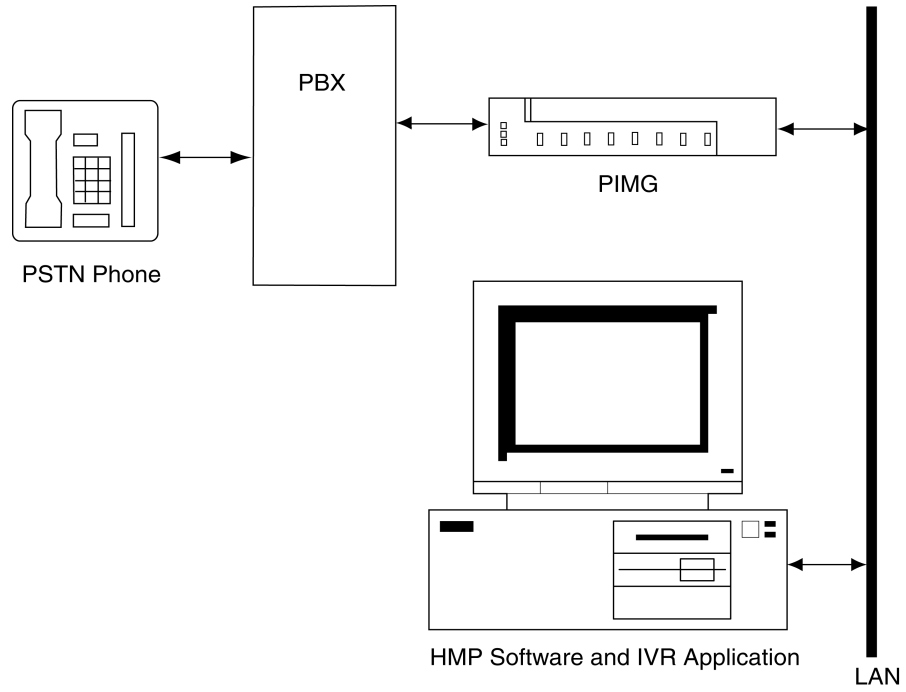 PBX
PIMG
PSTN Phone
HMP Software and IVR Application
LAN